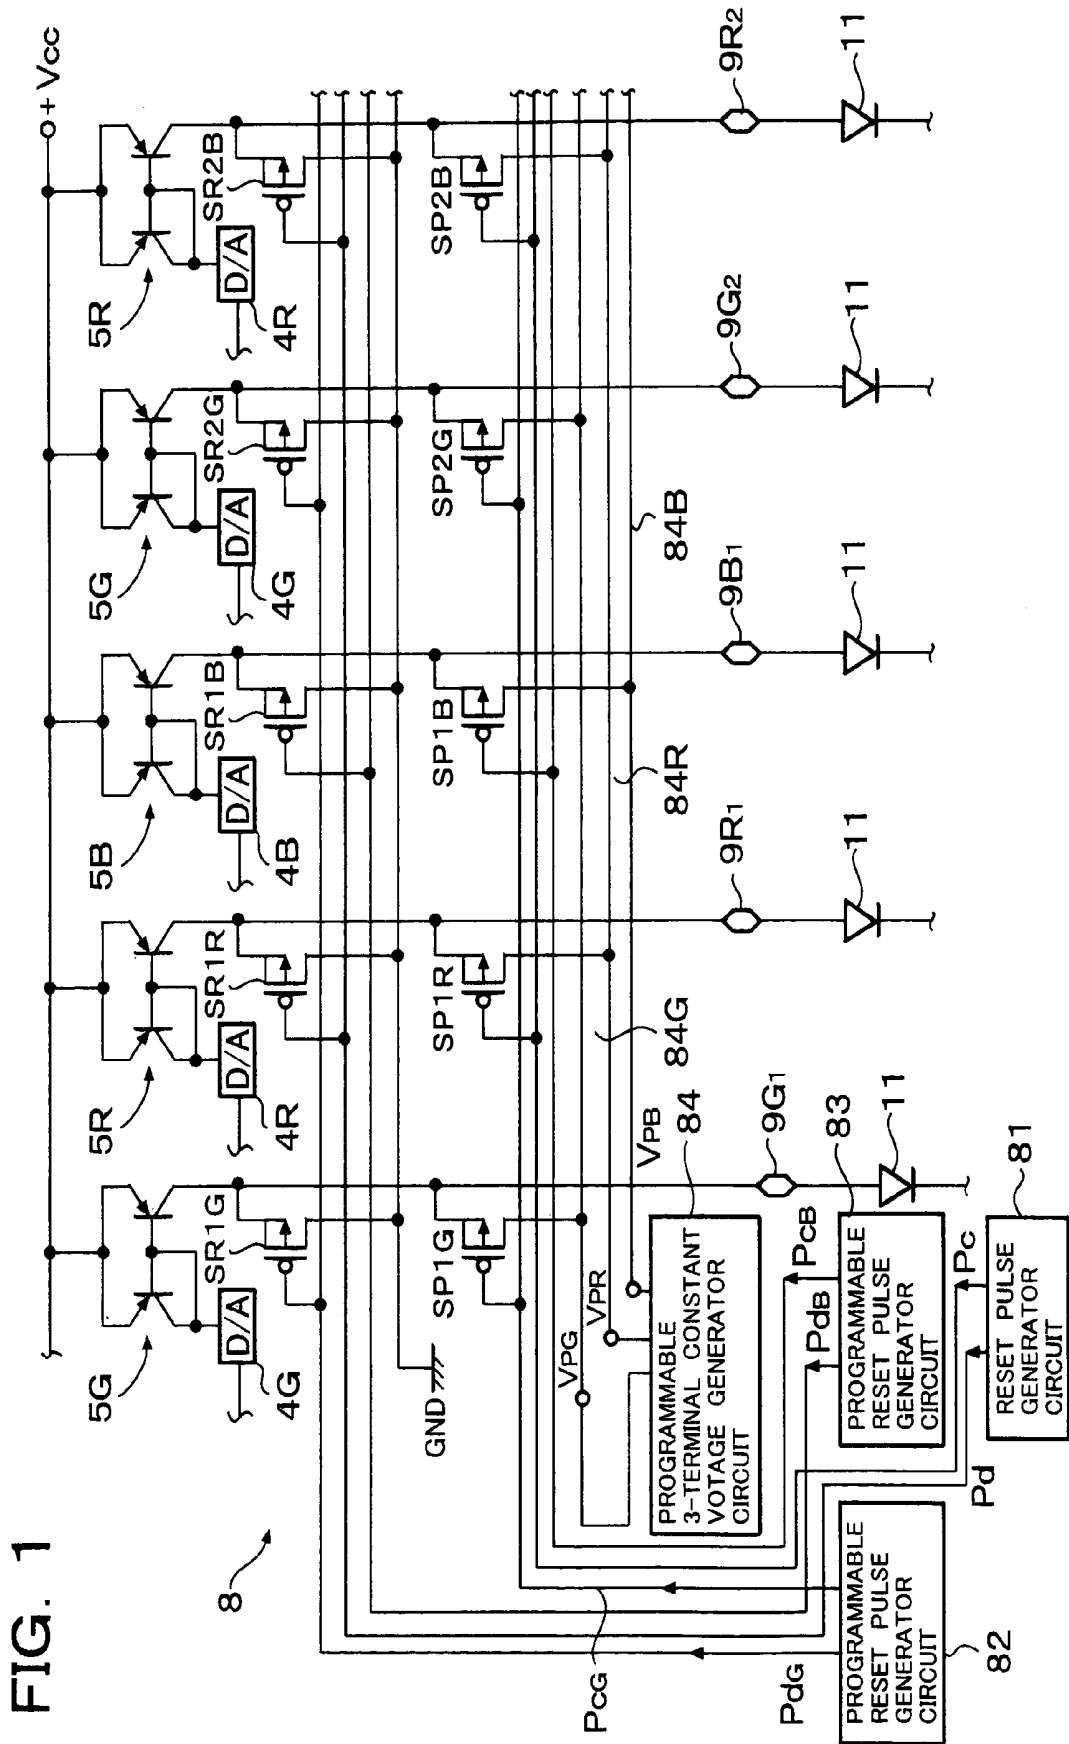 FIG. 1
8
+Vcc
5G
5R
5B
5G
5R
D/A
D/A
D/A
D/A
D/A
4G
4R
4B
4G
4R
SR1G
SR1R
SR1B
SR2G
SR2B
GND
SP1G
SP1R
SP1B
SP2G
SP2B
VPG
VPR
VPB
84G
84R
84B
PROGRAMMABLE
3-TERMINAL CONSTANT
VOTAGE GENERATOR
CIRCUIT
84
9G1
9R1
9B1
9G2
9R2
11
11
11
11
11
PdG
PCG
PROGRAMMABLE
RESET PULSE
GENERATOR
CIRCUIT
82
PdB
PCB
PROGRAMMABLE
RESET PULSE
GENERATOR
CIRCUIT
83
Pd
Pc
RESET PULSE
GENERATOR
CIRCUIT
81